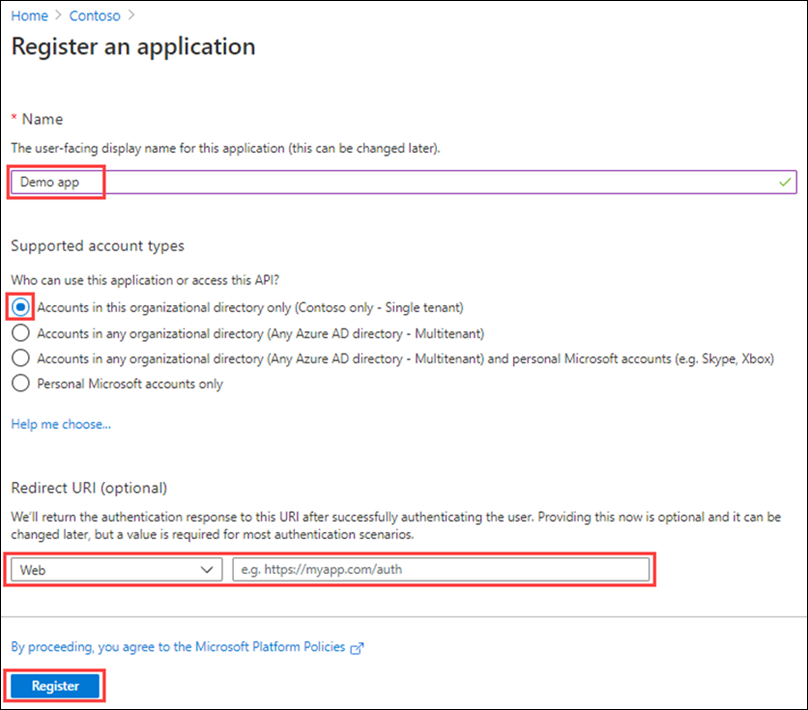 Home > Contoso >
Register an application
* Name
The user-facing display name for this application (this can be changed later).
Demo app
Supported account types
Who can use this application or access this API?
Accounts in this organizational directory only (Contoso only - Single tenant)
Accounts in any organizational directory (Any Azure AD directory - Multitenant)
Accounts in any organizational directory (Any Azure AD directory - Multitenant) and personal Microsoft accounts (e.g. Skype, Xbox)
Personal Microsoft accounts only
Help me choose...
Redirect URI (optional)
We'll return the authentication response to this URI after successfully authenticating the user. Providing this now is optional and it can be
changed later, but a value is required for most authentication scenarios.
Web e.g. https://myapp.com/auth
By proceeding, you agree to the Microsoft Platform Policies
Register